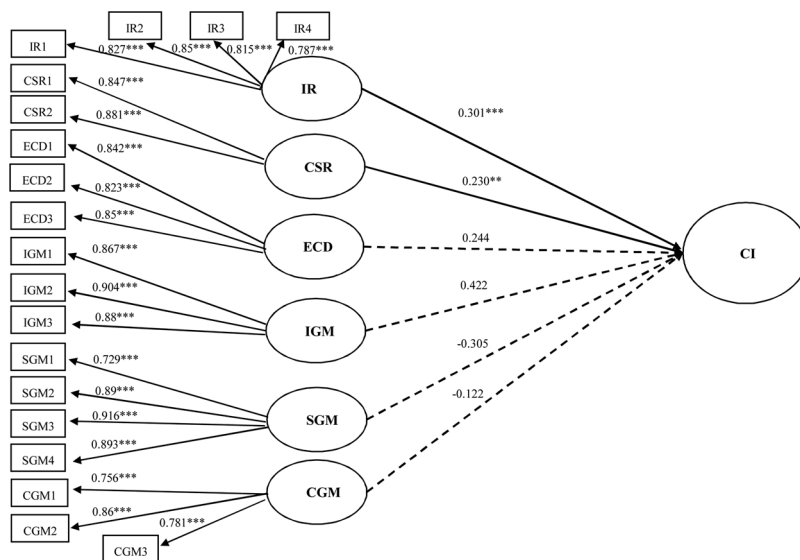 IR2 IR3 IR4
IR1 0.827*** 0.85*** 0.815*** 0.787***
IR
CSR1 0.847***
0.301***
CSR2 0.881***
CSR
ECD1 0.842***
0.230**
ECD2 0.823***
ECD3 0.85***
ECD
0.244
CI
IGM1 0.867***
IGM2 0.904***
0.422
IGM3 0.88***
IGM
SGM1 0.729***
-0.305
SGM2 0.89***
-0.122
SGM3 0.916***
SGM
SGM4 0.893***
CGM1 0.756***
CGM
CGM2 0.86***
CGM3 0.781***